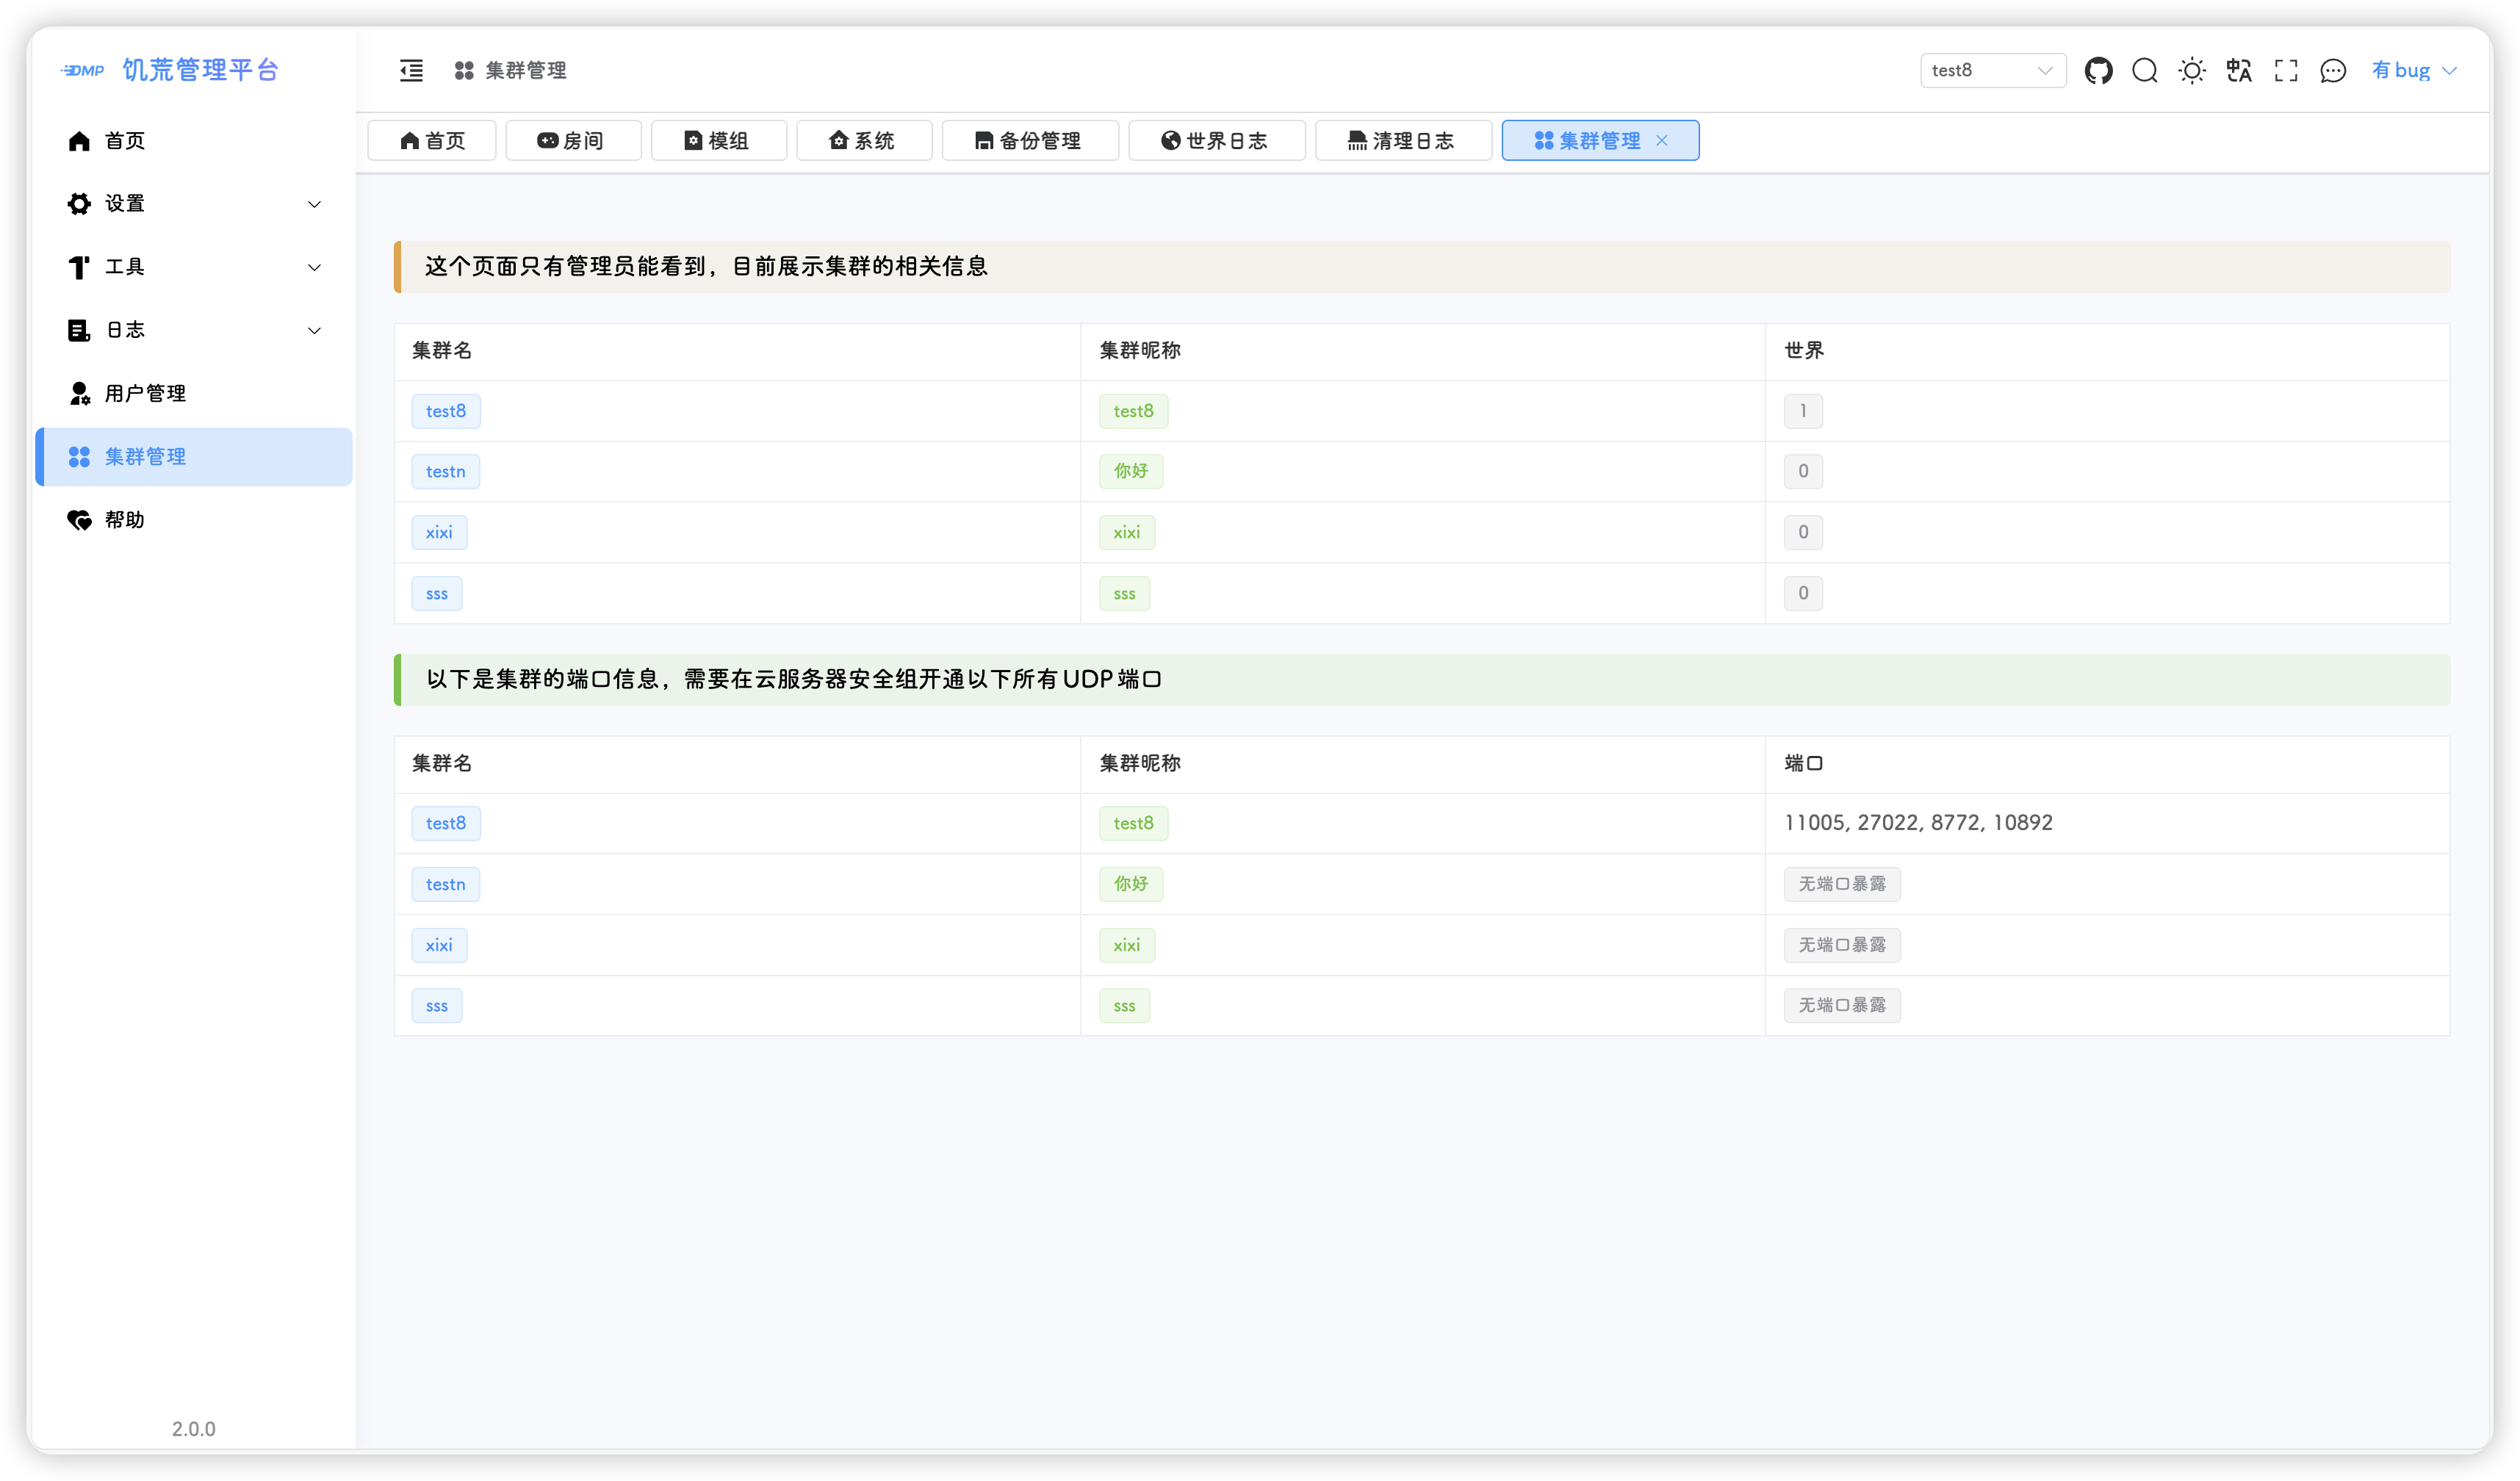 DMP 饥荒管理平台
集群管理
test8
有bug
首页
设置
工具
日志
用户管理
集群管理
帮助
2.0.0
首页 房间 模组 系统 备份管理 世界日志 清理日志 集群管理
这个页面只有管理员能看到，目前展示集群的相关信息
集群名 集群昵称 世界
test8 test8 1
testn 你好 0
xixi xixi 0
sss sss 0
以下是集群的端口信息，需要在云服务器安全组开通以下所有UDP端口
集群名 集群昵称 端口
test8 test8 11005, 27022, 8772, 10892
testn 你好 无端口暴露
xixi xixi 无端口暴露
sss sss 无端口暴露